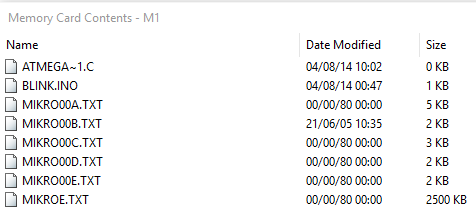 Memory Card Contents - M1
Name Date Modified Size
ATMEGA~1.C 04/08/14 10:02 0 KB
BLINK.INO 04/08/14 00:47 1 KB
MIKRO00A.TXT 00/00/80 00:00 5 KB
MIKRO00B.TXT 21/06/05 10:35 2 KB
MIKRO00C.TXT 00/00/80 00:00 3 KB
MIKRO00D.TXT 00/00/80 00:00 2 KB
MIKRO00E.TXT 00/00/80 00:00 2 KB
MIKROE.TXT 00/00/80 00:00 2500 KB